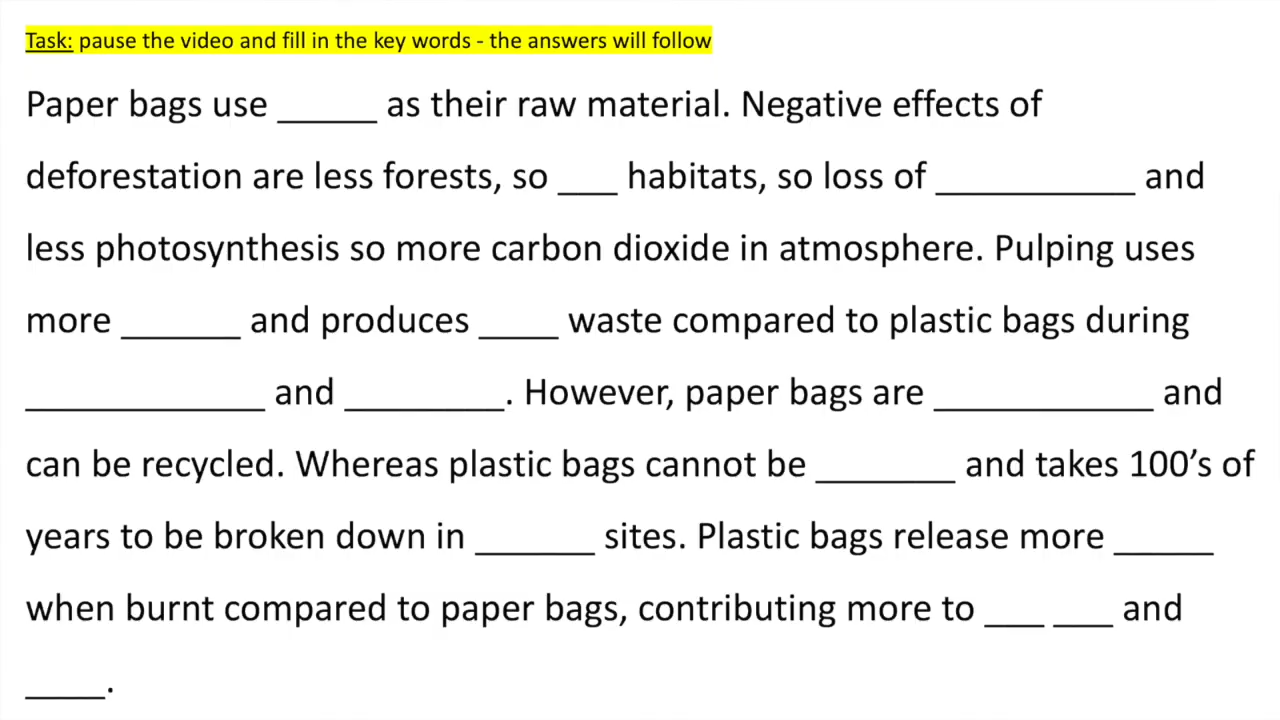 Task: pause the video and fill in the key words - the answers will follow
Paper bags use _____ as their raw material. Negative effects of
deforestation are less forests, so ___ habitats, so loss of __________ and
less photosynthesis so more carbon dioxide in atmosphere. Pulping uses
more ______ and produces ____ waste compared to plastic bags during
____________ and ________. However, paper bags are ___________ and
can be recycled. Whereas plastic bags cannot be _______ and takes 100’s of
years to be broken down in ______ sites. Plastic bags release more _____
when burnt compared to paper bags, contributing more to ___ ___ and
____.